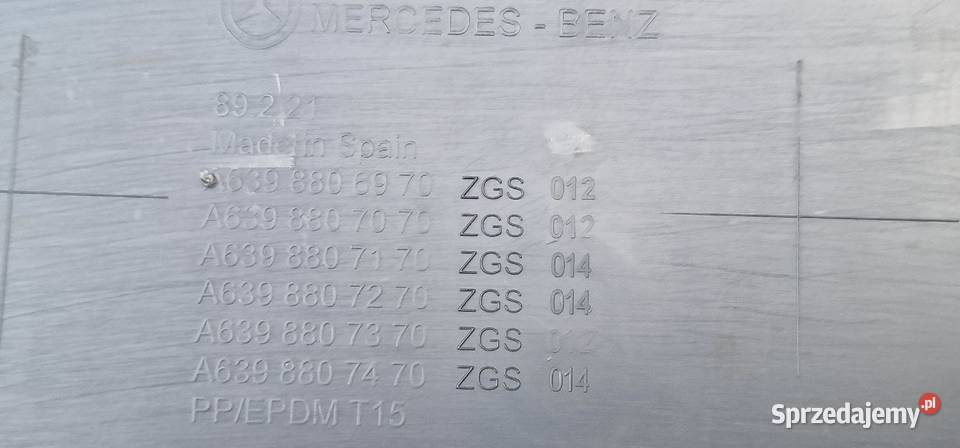 MERCEDES - BENZ
89.2.21
Made in Spain
A639 880 69 70 ZGS 012
A639 880 70 70 ZGS 012
A639 880 71 70 ZGS 014
A639 880 72 70 ZGS 014
A639 880 73 70 ZGS 012
A639 880 74 70 ZGS 014
PP/EPDM T15
Sprzedajemy.pl